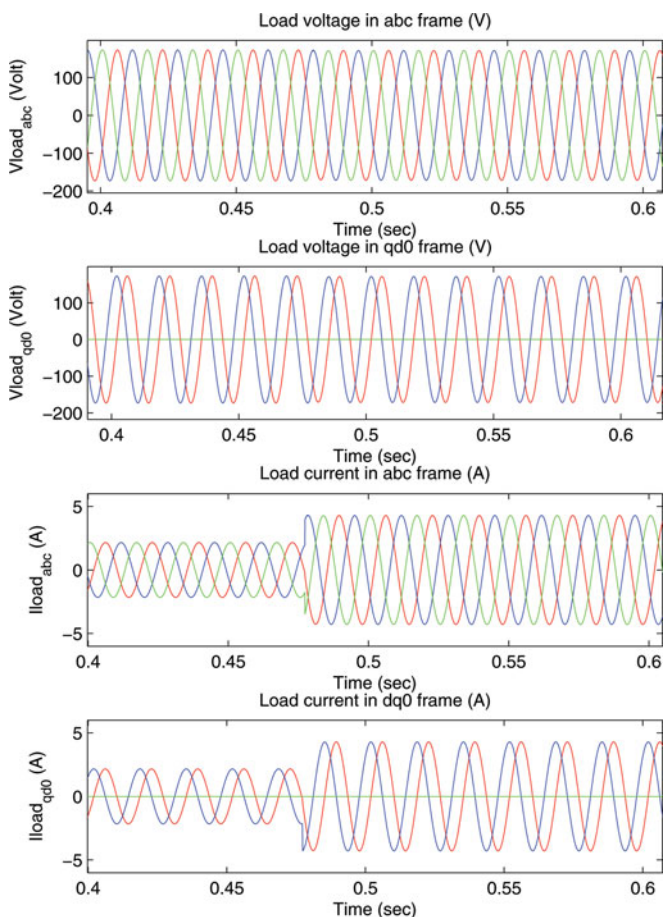 Load voltage in abc frame (V)
Vload_abc (Volt)
100
0
−100
−200
0.4 0.45 0.5 0.55 0.6
Time (sec)
Load voltage in qd0 frame (V)
Vload_qd0 (Volt)
100
0
−100
−200
0.4 0.45 0.5 0.55 0.6
Time (sec)
Load current in abc frame (A)
Iload_abc (A)
5
0
−5
0.4 0.45 0.5 0.55 0.6
Time (sec)
Load current in dq0 frame (A)
Iload_qd0 (A)
5
0
−5
0.4 0.45 0.5 0.55 0.6
Time (sec)